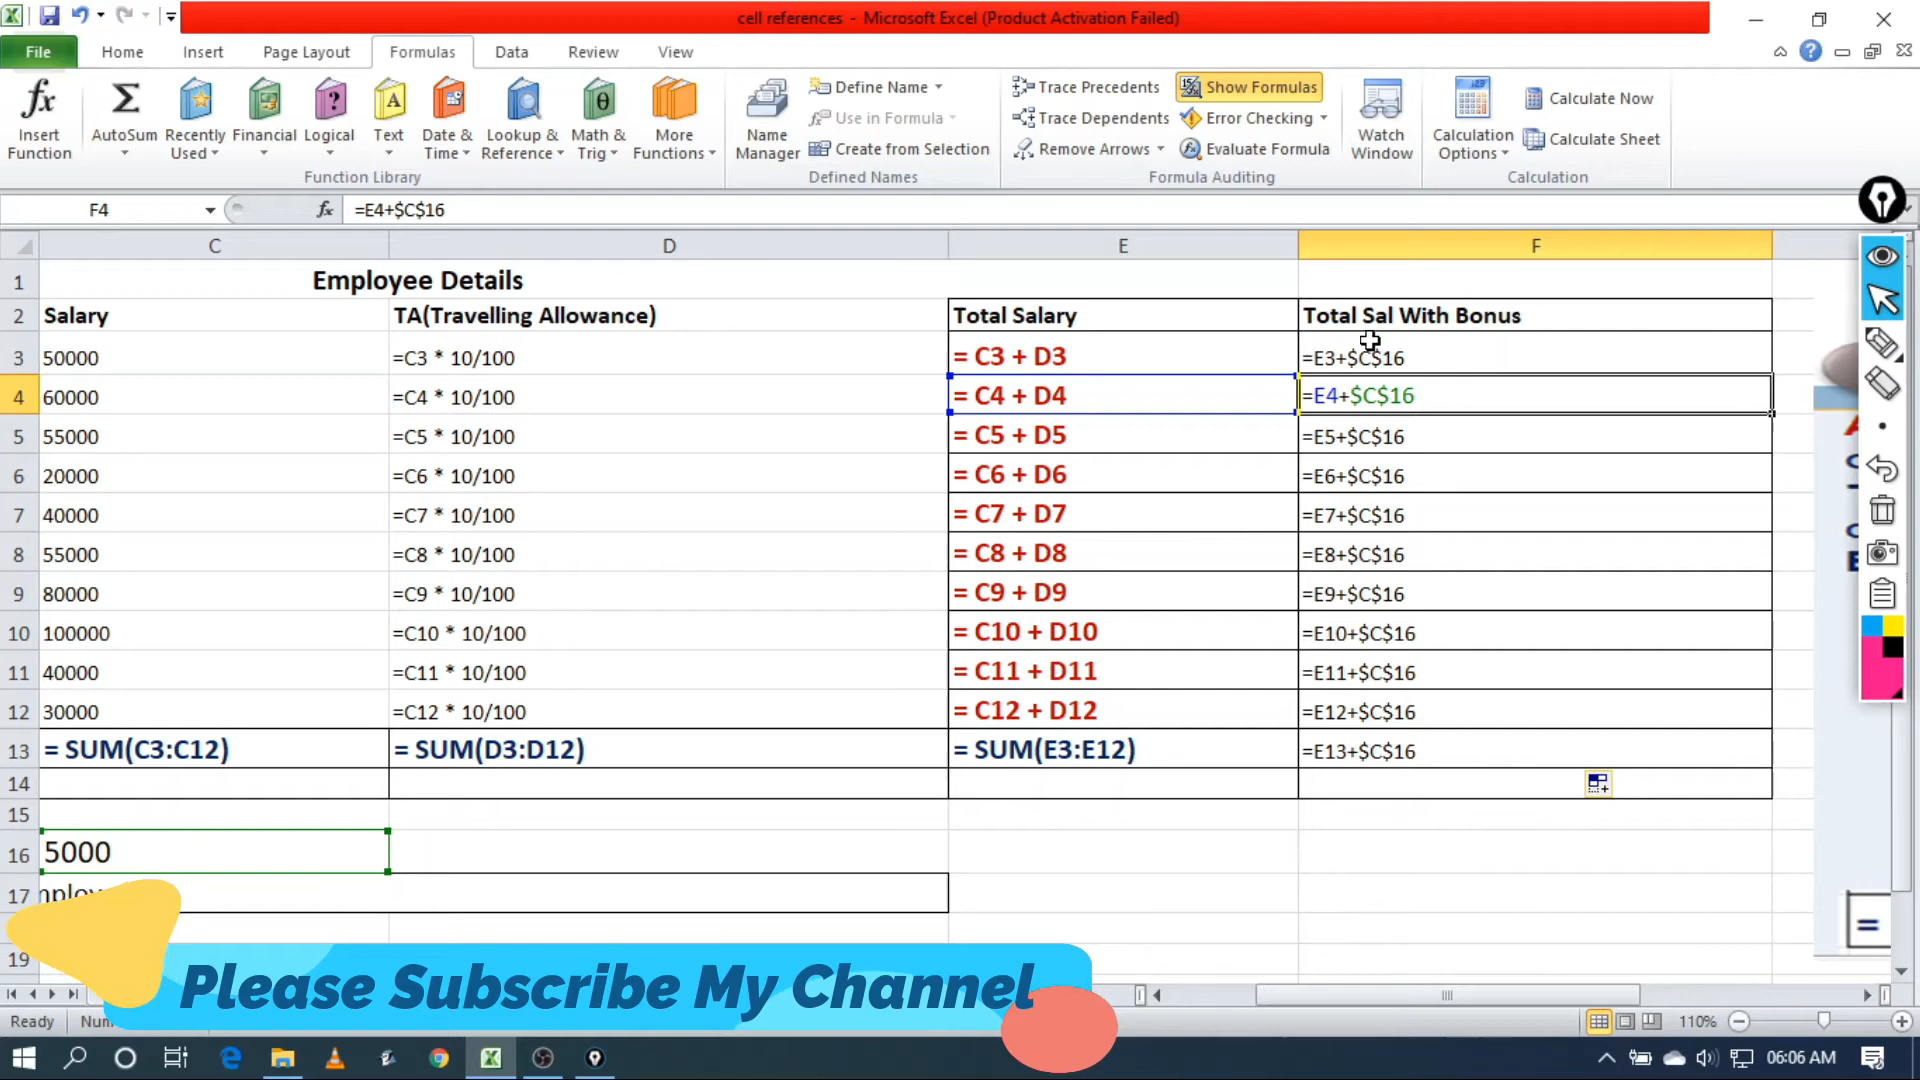 cell references - Microsoft Excel (Product Activation Failed)
File Home Insert Page Layout Formulas Data Review View
Insert Function
AutoSum
Recently Used
Financial
Logical
Text
Date & Time
Lookup & Reference
Math & Trig
More Functions
Function Library
Name Manager
Define Name
Use in Formula
Create from Selection
Defined Names
Trace Precedents
Trace Dependents
Remove Arrows
Show Formulas
Error Checking
Evaluate Formula
Formula Auditing
Watch Window
Calculation Options
Calculate Now
Calculate Sheet
Calculation
F4 fx =E4+$C$16
C D E F
1 Employee Details
2 Salary TA(Travelling Allowance) Total Salary Total Sal With Bonus
3 50000 =C3 * 10/100 = C3 + D3 =E3+$C$16
4 60000 =C4 * 10/100 = C4 + D4 =E4+$C$16
5 55000 =C5 * 10/100 = C5 + D5 =E5+$C$16
6 20000 =C6 * 10/100 = C6 + D6 =E6+$C$16
7 40000 =C7 * 10/100 = C7 + D7 =E7+$C$16
8 55000 =C8 * 10/100 = C8 + D8 =E8+$C$16
9 80000 =C9 * 10/100 = C9 + D9 =E9+$C$16
10 100000 =C10 * 10/100 = C10 + D10 =E10+$C$16
11 40000 =C11 * 10/100 = C11 + D11 =E11+$C$16
12 30000 =C12 * 10/100 = C12 + D12 =E12+$C$16
13 = SUM(C3:C12) = SUM(D3:D12) = SUM(E3:E12) =E13+$C$16
14
15
16 5000
17
19
=
Please Subscribe My Channel
Ready
110%
06:06 AM